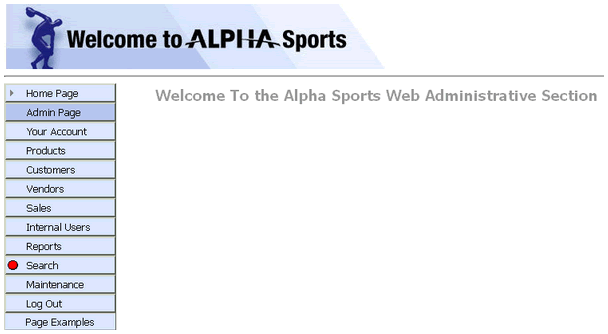 Welcome to ALPHA Sports
Welcome To the Alpha Sports Web Administrative Section
Home Page
Admin Page
Your Account
Products
Customers
Vendors
Sales
Internal Users
Reports
Search
Maintenance
Log Out
Page Examples